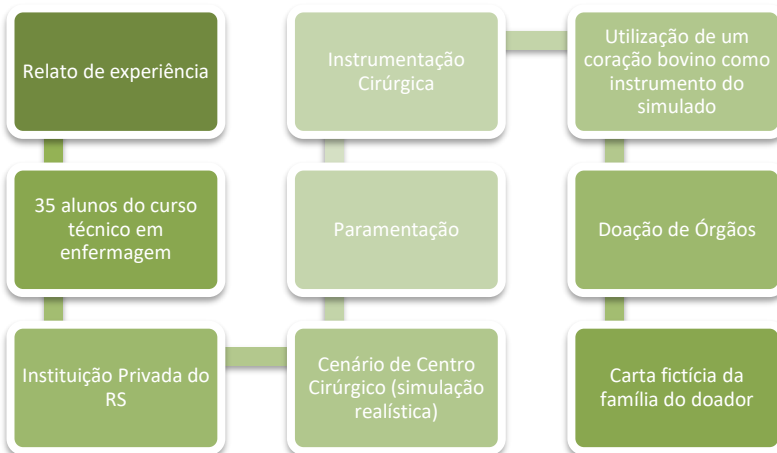 Relato de
experiência
35 alunos do curso
técnico em
enfermagem
Instituição Privada do
RS
Cenário de Centro
Cirúrgico (simulação
realística)
Paramentação
Instrumentação
Cirúrgica
Utilização de um
coração bovino como
instrumento do
simulado
Doação de Órgãos
Carta fictícia da
família do doador